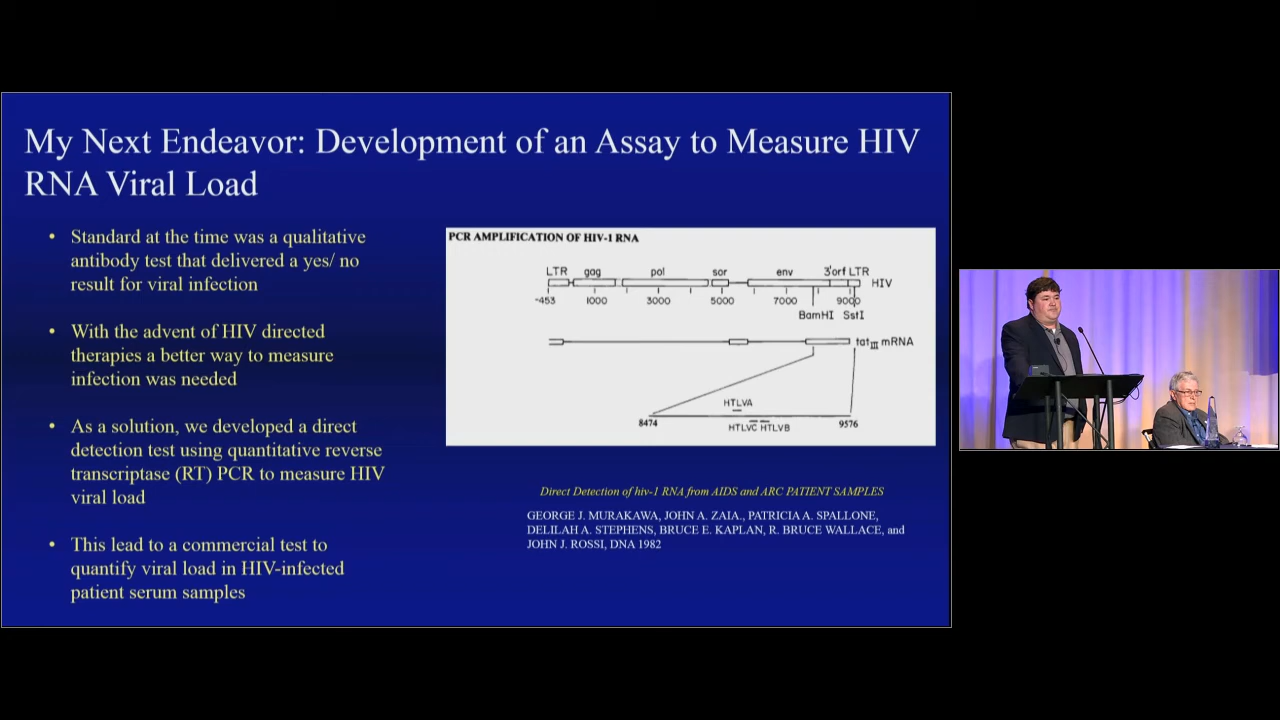 My Next Endeavor: Development of an Assay to Measure HIV
RNA Viral Load
• Standard at the time was a qualitative
antibody test that delivered a yes/ no
result for viral infection
• With the advent of HIV directed
therapies a better way to measure
infection was needed
• As a solution, we developed a direct
detection test using quantitative reverse
transcriptase (RT) PCR to measure HIV
viral load
• This lead to a commercial test to
quantify viral load in HIV-infected
patient serum samples
PCR AMPLIFICATION OF HIV-1 RNA
LTR gag pol sor env 3'orf LTR
HIV
-453 1000 3000 5000 7000 9000
BamHI SstI
tat III mRNA
HTLVA
8474 HTLVC HTLVB 9576
Direct Detection of hiv-1 RNA from AIDS and ARC PATIENT SAMPLES
GEORGE J. MURAKAWA, JOHN A. ZAIA., PATRICIA A. SPALLONE,
DELILAH A. STEPHENS, BRUCE E. KAPLAN, R. BRUCE WALLACE, and
JOHN J. ROSSI, DNA 1982